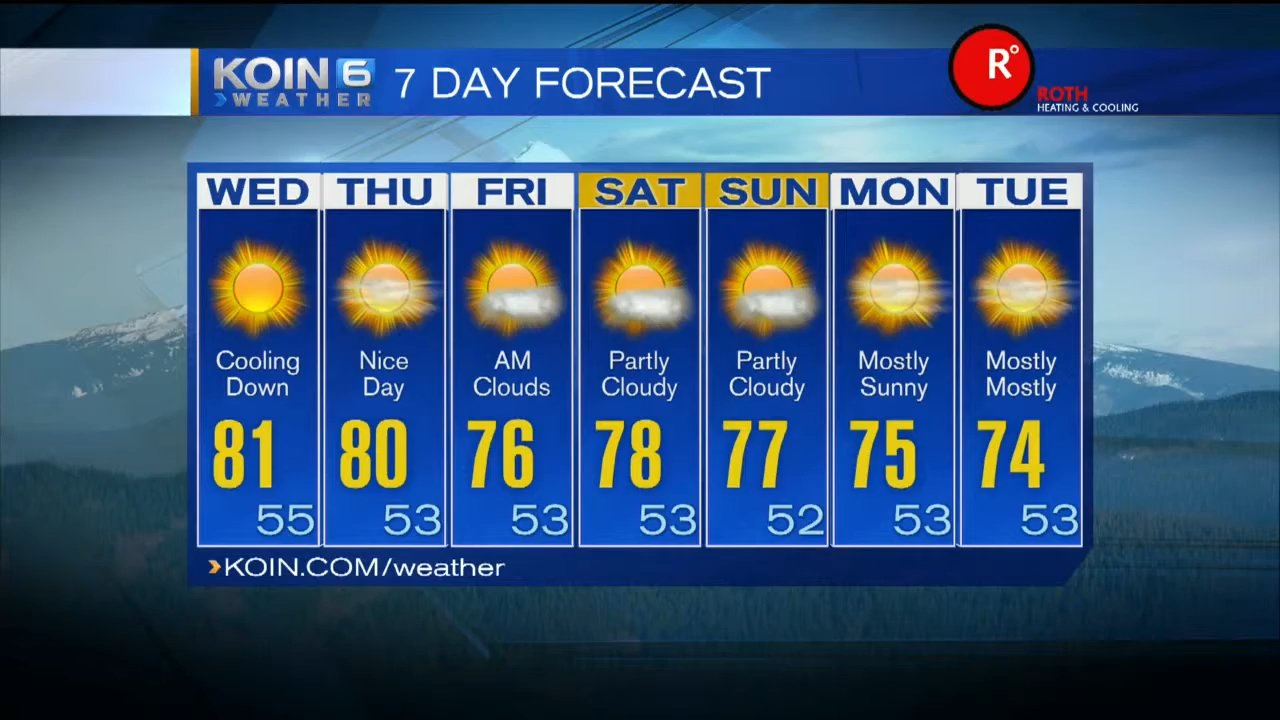 KOIN 6
WEATHER
7 DAY FORECAST
R°
ROTH
HEATING & COOLING
WED THU FRI SAT SUN MON TUE
Cooling Nice AM Partly Partly Mostly Mostly
Down Day Clouds Cloudy Cloudy Sunny Mostly
81 80 76 78 77 75 74
55 53 53 53 52 53 53
KOIN.COM/weather